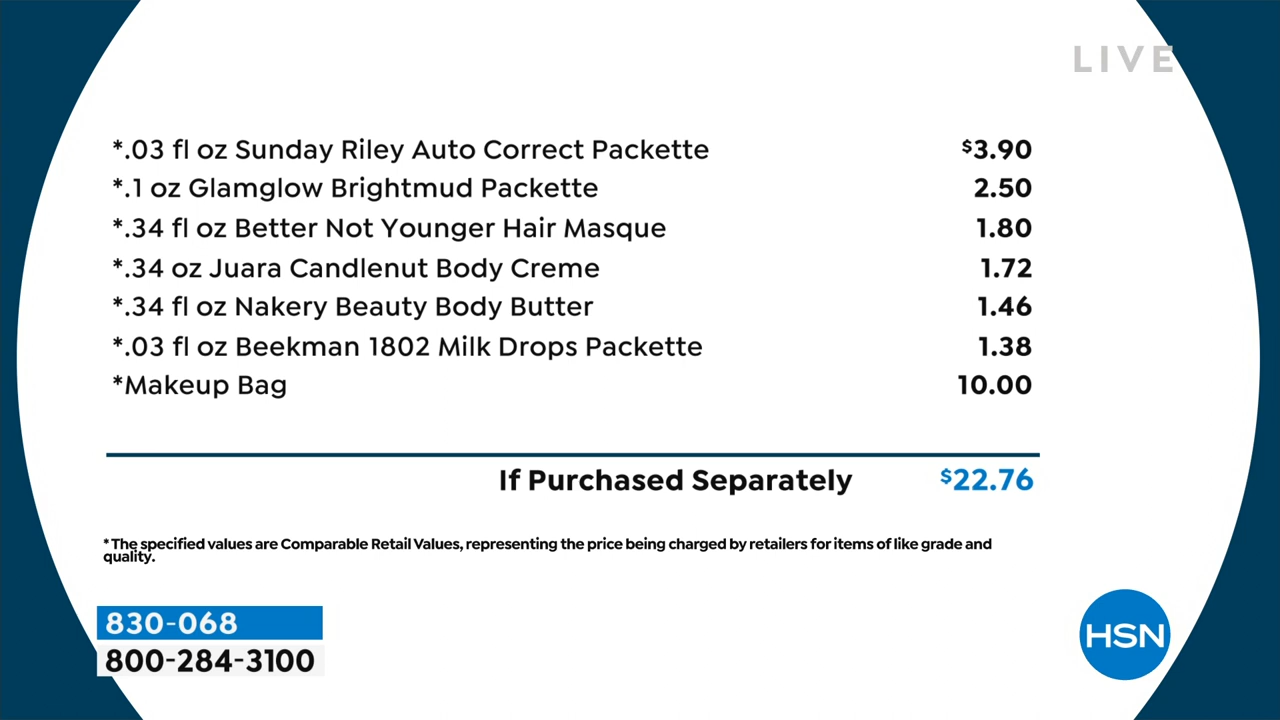 LIVE
*.03 fl oz Sunday Riley Auto Correct Packette $3.90
*.1 oz Glamglow Brightmud Packette 2.50
*.34 fl oz Better Not Younger Hair Masque 1.80
*.34 oz Juara Candlenut Body Creme 1.72
*.34 fl oz Nakery Beauty Body Butter 1.46
*.03 fl oz Beekman 1802 Milk Drops Packette 1.38
*Makeup Bag 10.00
If Purchased Separately $22.76
*The specified values are Comparable Retail Values, representing the price being charged by retailers for items of like grade and
quality.
830-068
800-284-3100
HSN